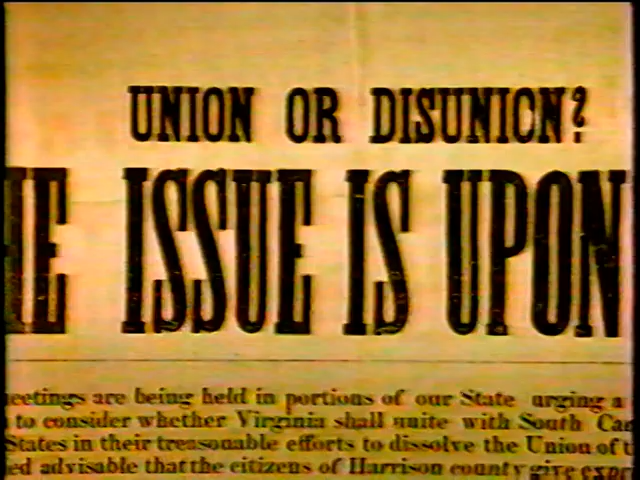 UNION OR DISUNION?
HE ISSUE IS UPON
eetings are being held in portions of our State urging a
to consider whether Virginia shall unite with South Ca
States in their treasonable efforts to dissolve the Union of t
ed advisable that the citizens of Harrison county give expr